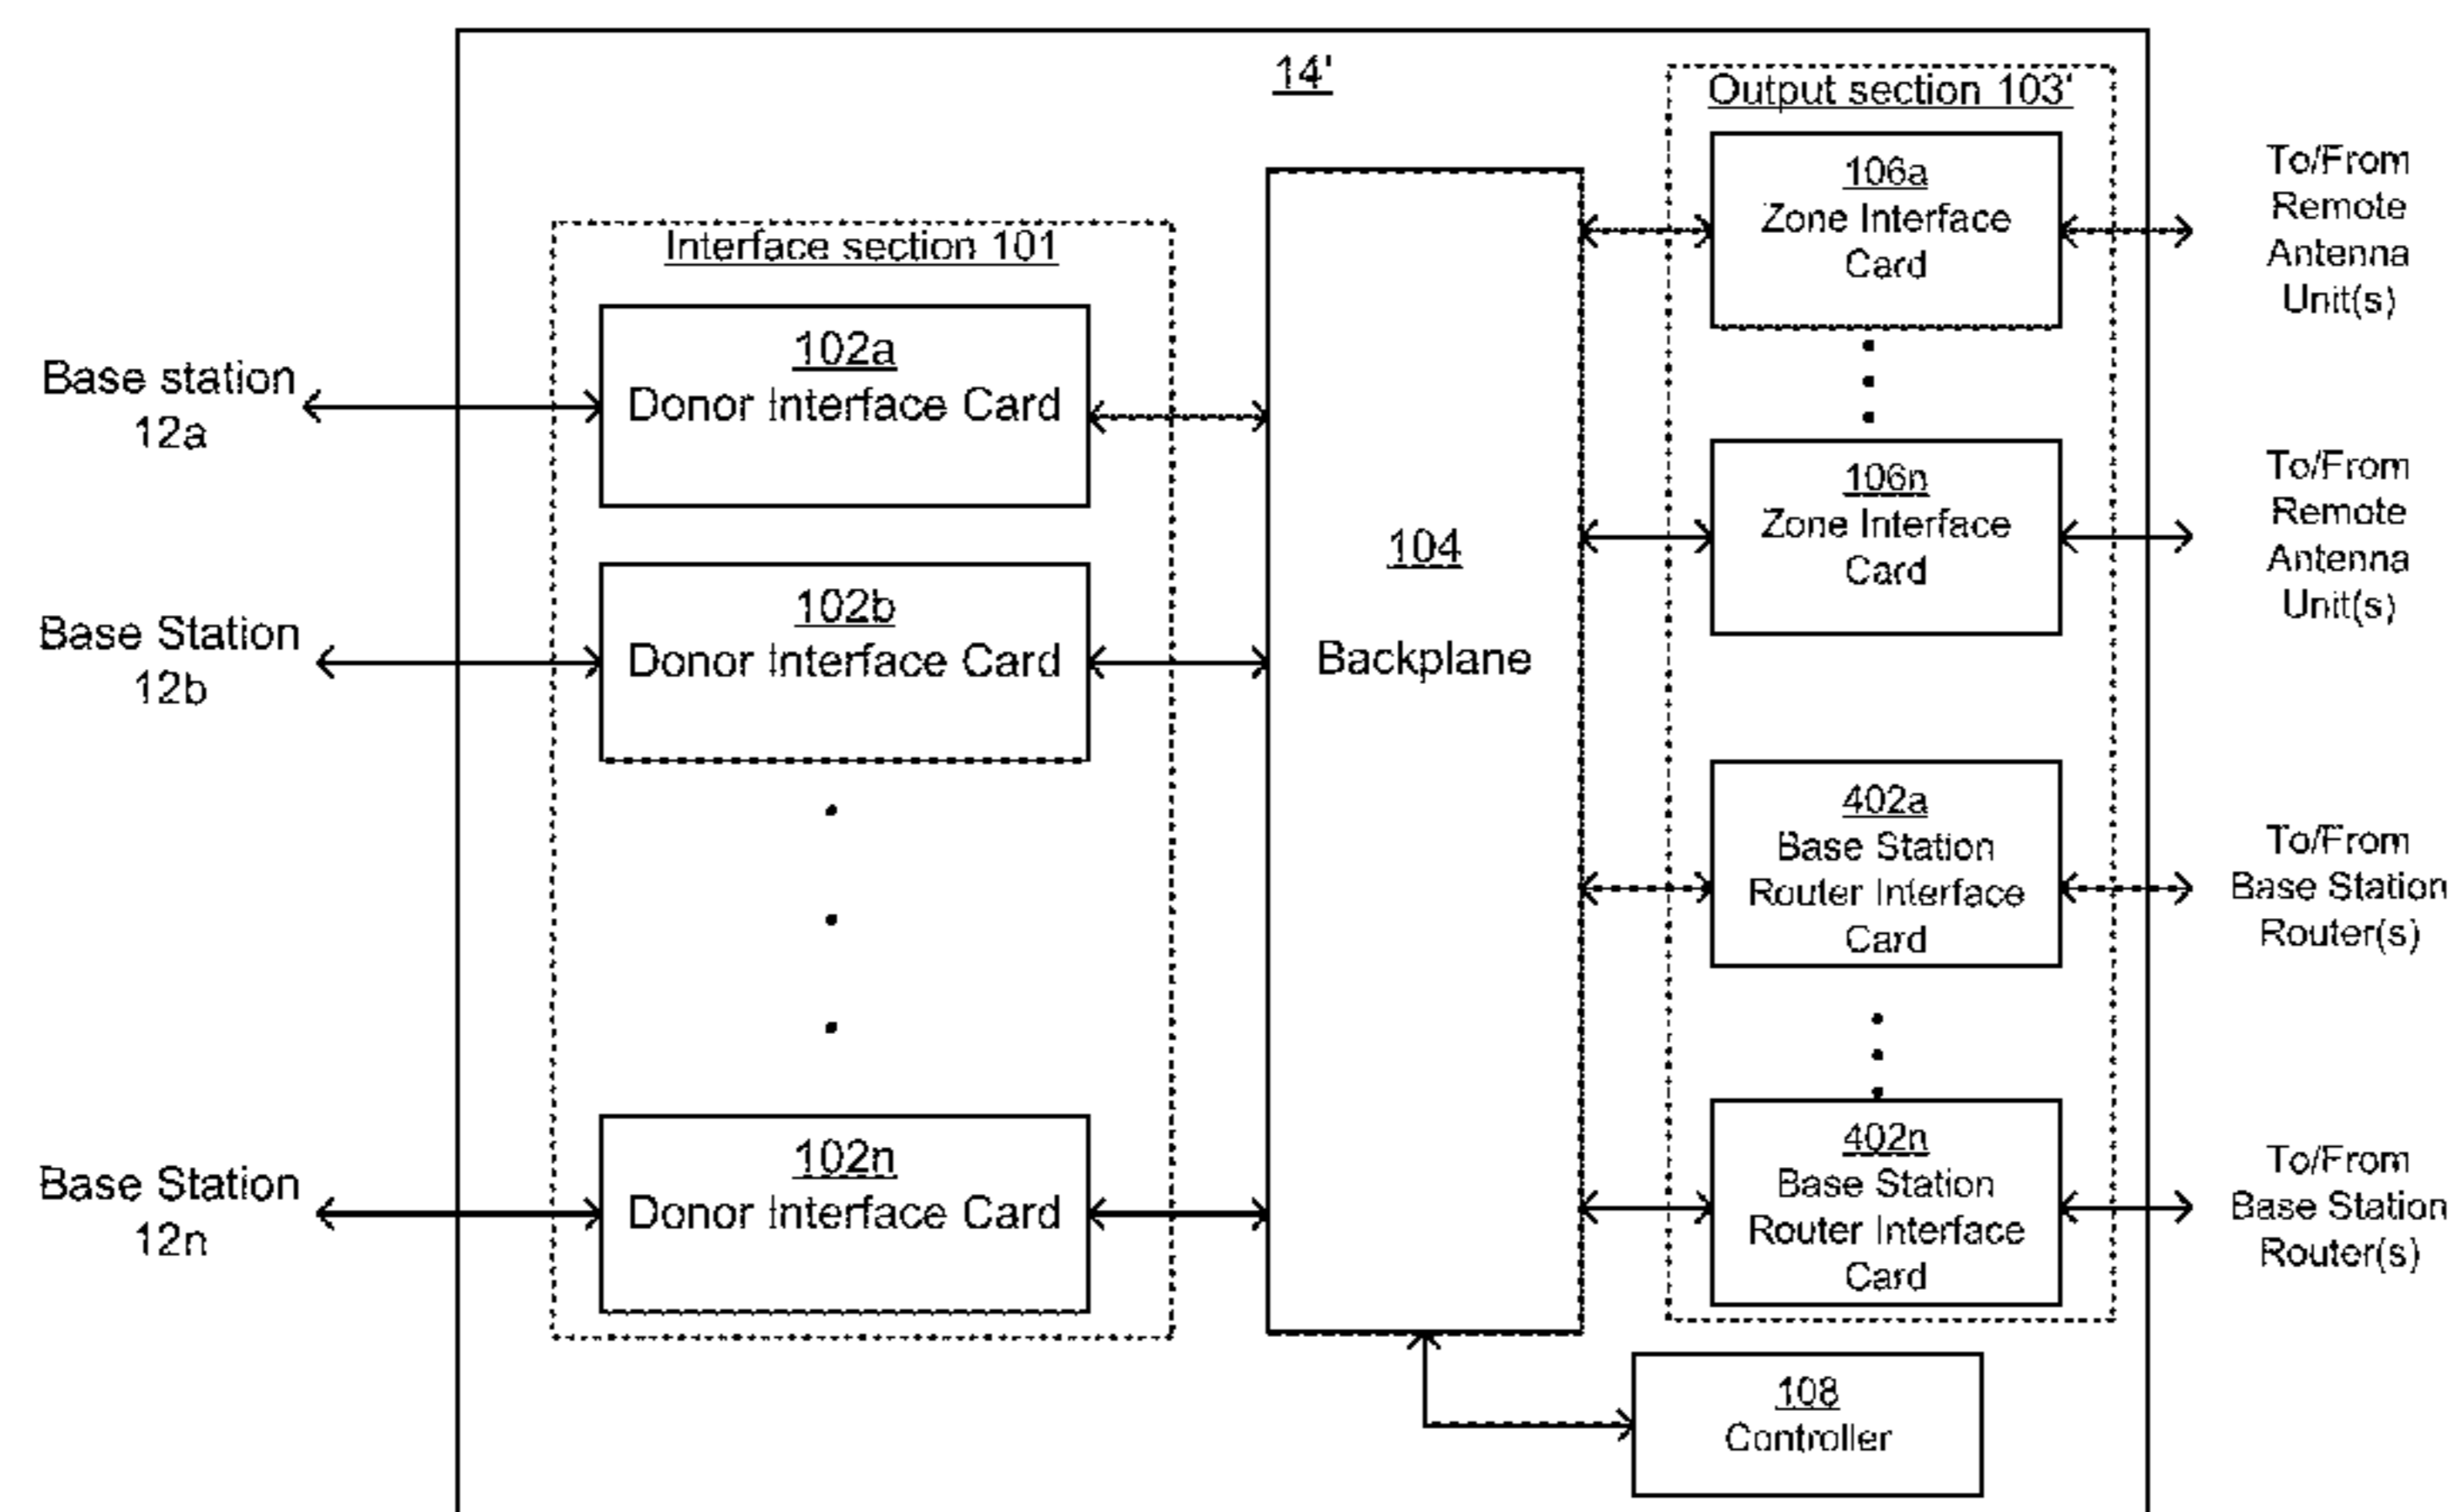 14'
Base station
12a
Base Station
12b
Base Station
12n
Interface section 101
102a
Donor Interface Card
102b
Donor Interface Card
102n
Donor Interface Card
104
Backplane
Output section 103'
106a
Zone Interface
Card
106n
Zone Interface
Card
402a
Base Station
Router Interface
Card
402n
Base Station
Router Interface
Card
108
Controller
To/From
Remote
Antenna
Unit(s)
To/From
Remote
Antenna
Unit(s)
To/From
Base Station
Router(s)
To/From
Base Station
Router(s)